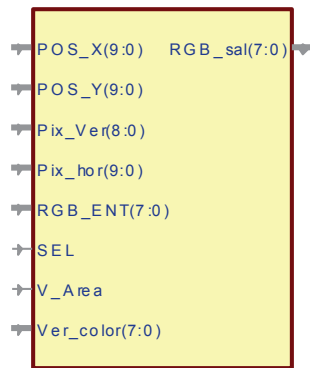 POS_X(9:0) RGB_sal(7:0)
POS_Y(9:0)
Pix_Ver(8:0)
Pix_hor(9:0)
RGB_ENT(7:0)
SEL
V_Area
Ver_color(7:0)